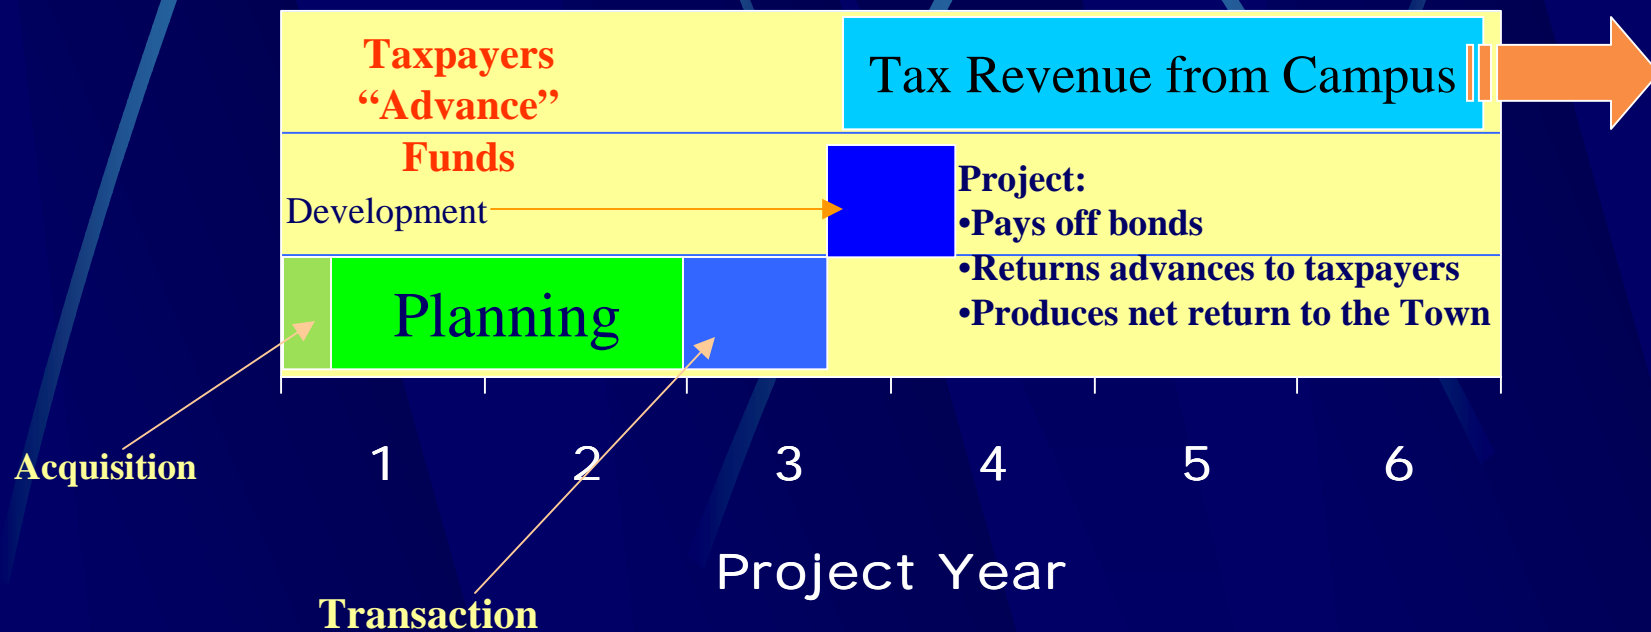 Taxpayers
“Advance”
Funds
Tax Revenue from Campus
Development
Project:
•Pays off bonds
•Returns advances to taxpayers
•Produces net return to the Town
Planning
Acquisition
1 2 3 4 5 6
Project Year
Transaction